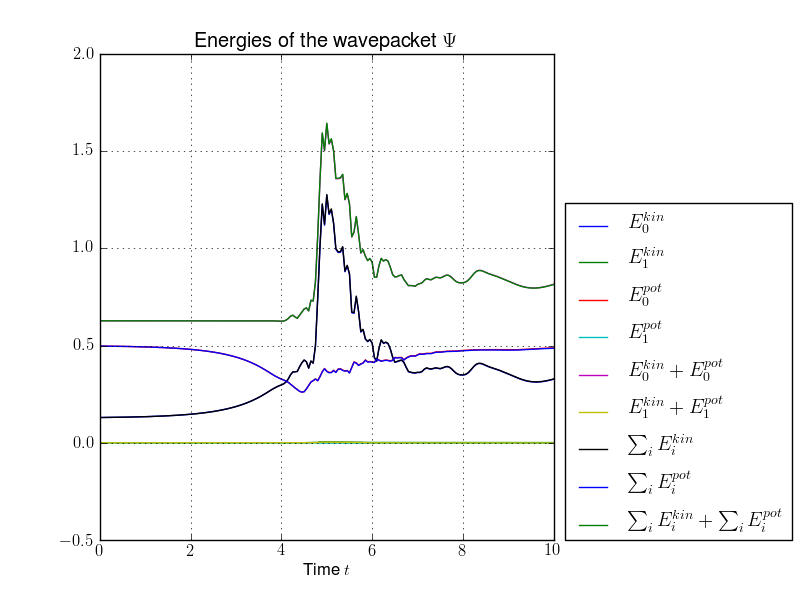 Energies of the wavepacket Ψ
2.0
1.5
1.0
0.5
0.0
−0.5
0 2 4 6 8 10
Time t
E_0^{kin}
E_1^{kin}
E_0^{pot}
E_1^{pot}
E_0^{kin} + E_0^{pot}
E_1^{kin} + E_1^{pot}
∑_i E_i^{kin}
∑_i E_i^{pot}
∑_i E_i^{kin} + ∑_i E_i^{pot}